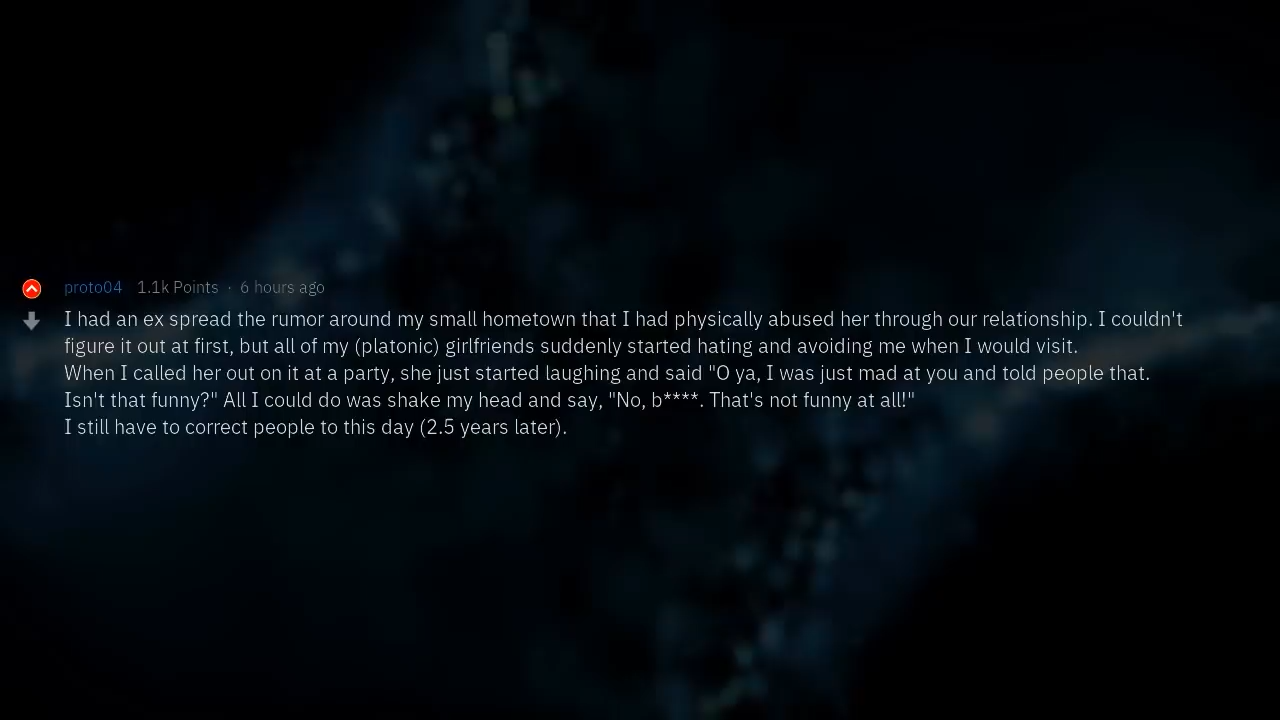 proto04 1.1k Points · 6 hours ago
I had an ex spread the rumor around my small hometown that I had physically abused her through our relationship. I couldn't
figure it out at first, but all of my (platonic) girlfriends suddenly started hating and avoiding me when I would visit.
When I called her out on it at a party, she just started laughing and said "O ya, I was just mad at you and told people that.
Isn't that funny?" All I could do was shake my head and say, "No, b****. That's not funny at all!"
I still have to correct people to this day (2.5 years later).